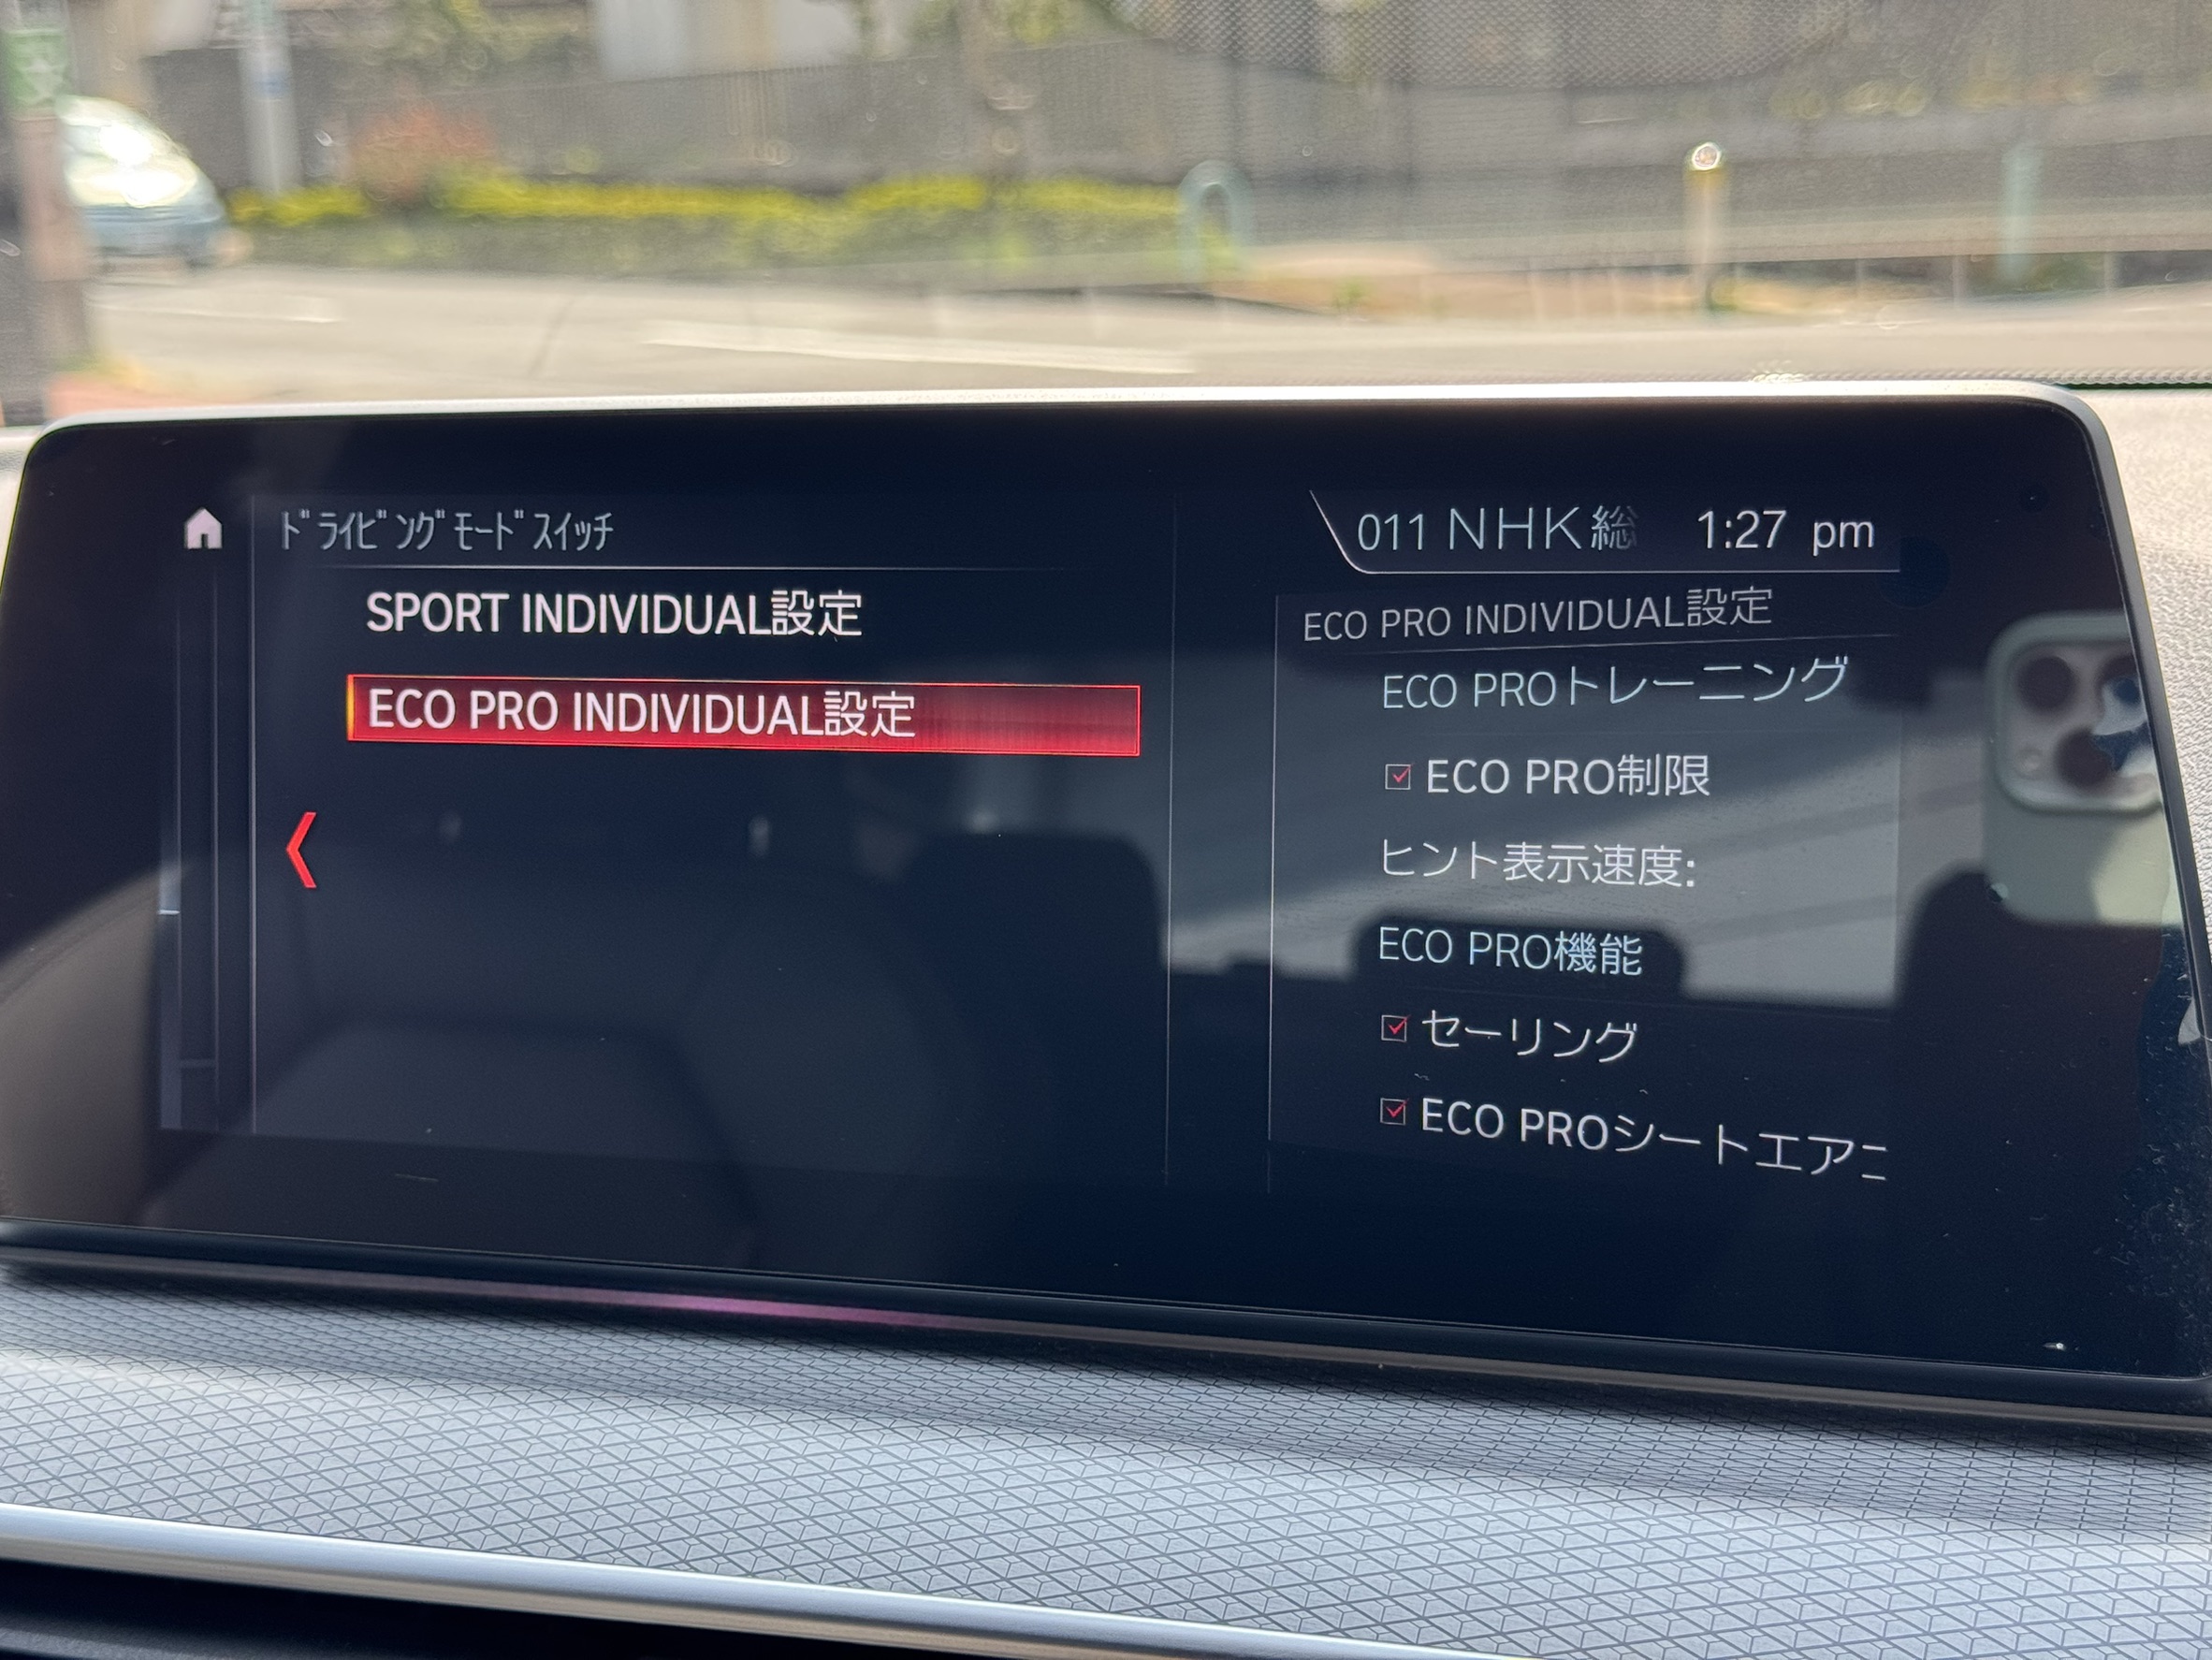 ﾄﾞﾗｲﾋﾞﾝｸﾞﾓｰﾄﾞｽｲｯﾁ
SPORT INDIVIDUAL設定
ECO PRO INDIVIDUAL設定
011 NHK総 1:27 pm
ECO PRO INDIVIDUAL設定
ECO PROトレーニング
ECO PRO制限
ヒント表示速度:
ECO PRO機能
セーリング
ECO PROシートエアコ